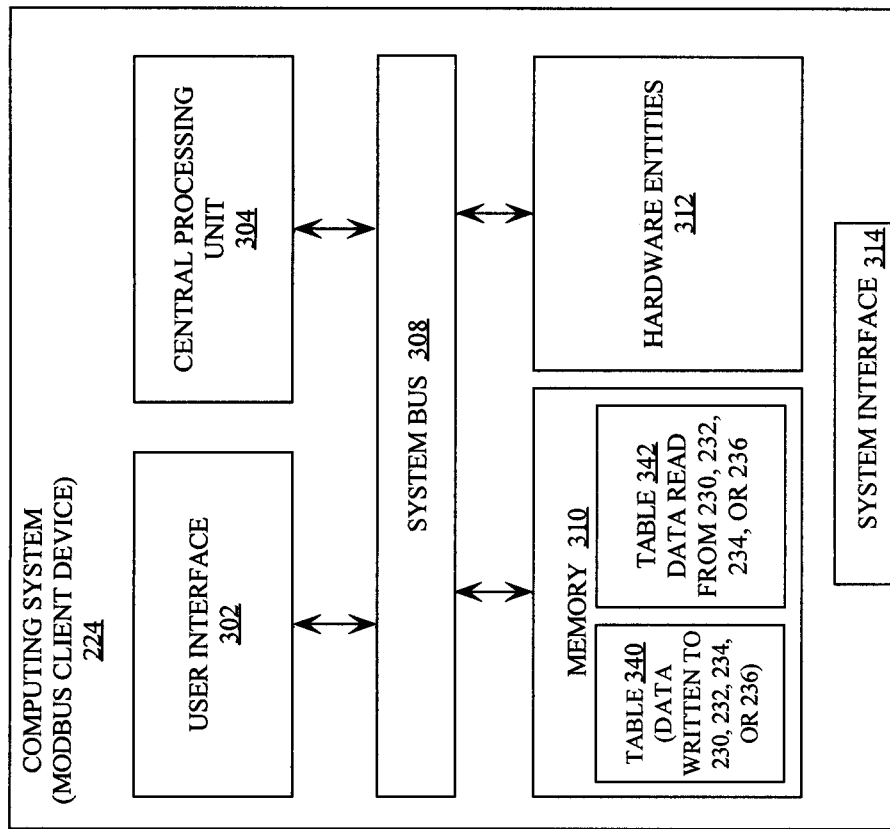 COMPUTING SYSTEM
(MODBUS CLIENT DEVICE)
224
USER INTERFACE
302
CENTRAL PROCESSING
UNIT
304
SYSTEM BUS 308
MEMORY 310
TABLE 340
(DATA
WRITTEN TO
230, 232, 234,
OR 236)
TABLE 342
DATA READ
FROM 230, 232,
234, OR 236
HARDWARE ENTITIES
312
SYSTEM INTERFACE 314